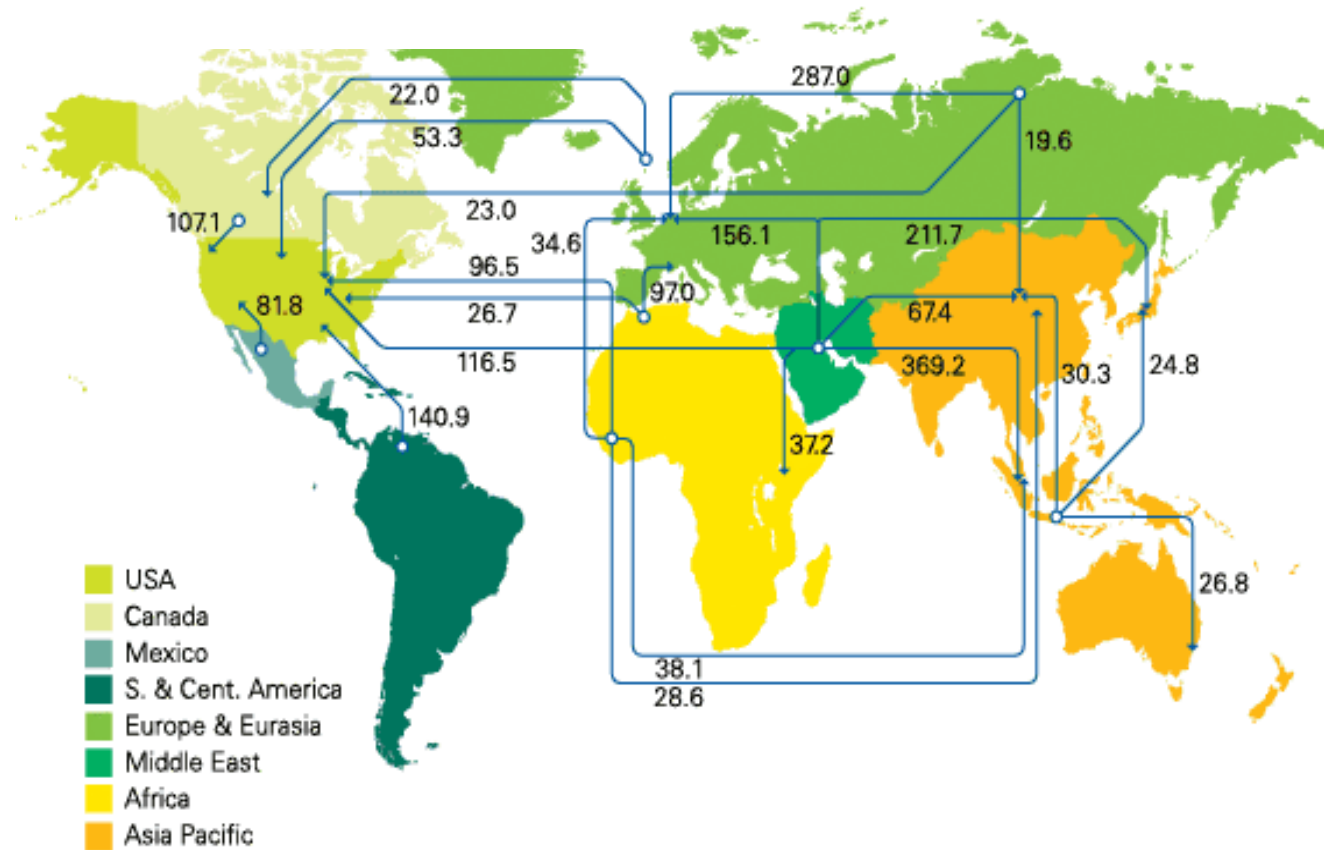 287.0
22.0
53.3
19.6
23.0
107.1
34.6
156.1
211.7
96.5
97.0
81.8
26.7
67.4
116.5
369.2
30.3
24.8
140.9
37.2
26.8
38.1
28.6
USA
Canada
Mexico
S. & Cent. America
Europe & Eurasia
Middle East
Africa
Asia Pacific